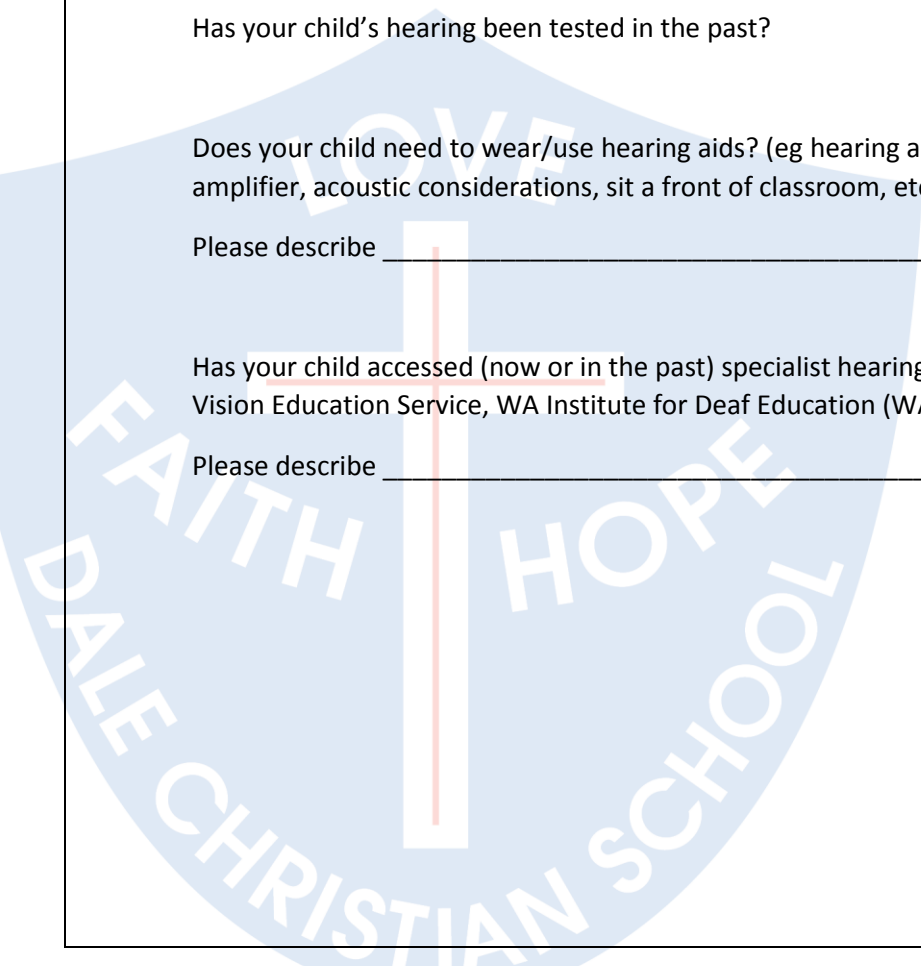 Has your child’s hearing been tested in the past?
Does your child need to wear/use hearing aids? (eg hearing a
amplifier, acoustic considerations, sit a front of classroom, etc
Please describe ______________________________________
Has your child accessed (now or in the past) specialist hearing
Vision Education Service, WA Institute for Deaf Education (WA
Please describe ______________________________________
LOVE
FAITH HOPE
DALE CHRISTIAN SCHOOL